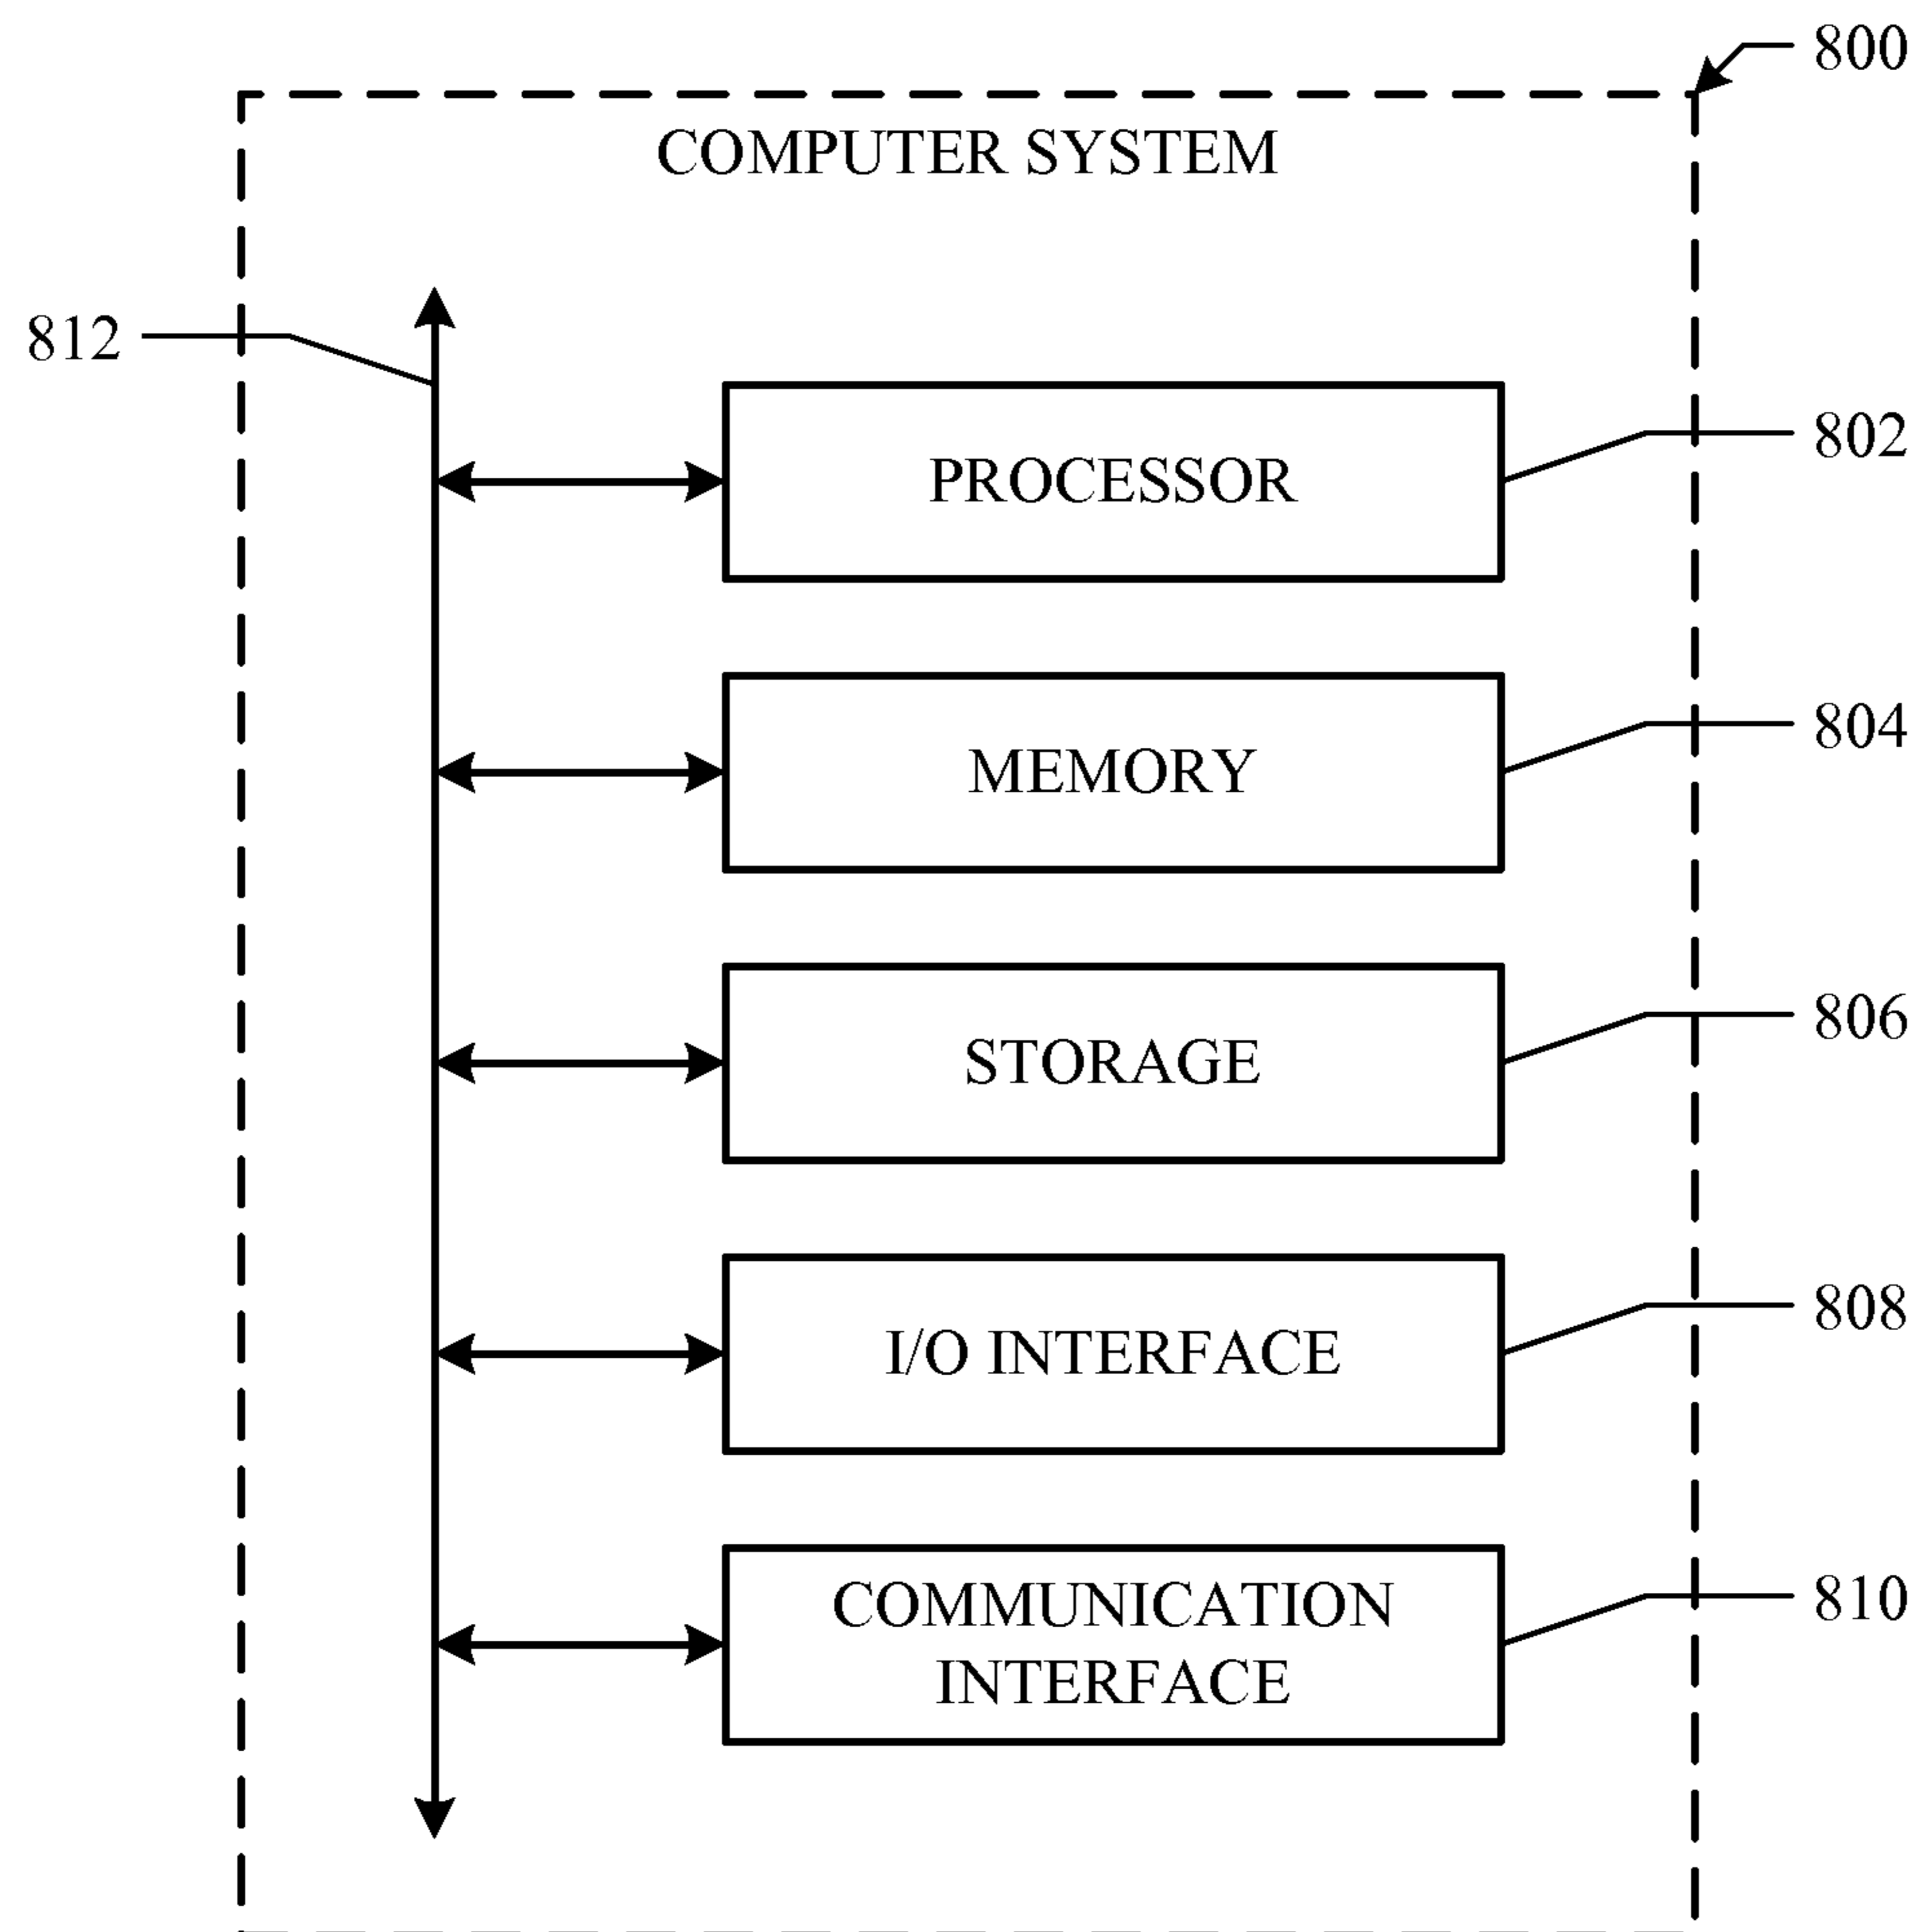 800
COMPUTER SYSTEM
812
PROCESSOR
802
MEMORY
804
STORAGE
806
I/O INTERFACE
808
COMMUNICATION
INTERFACE
810